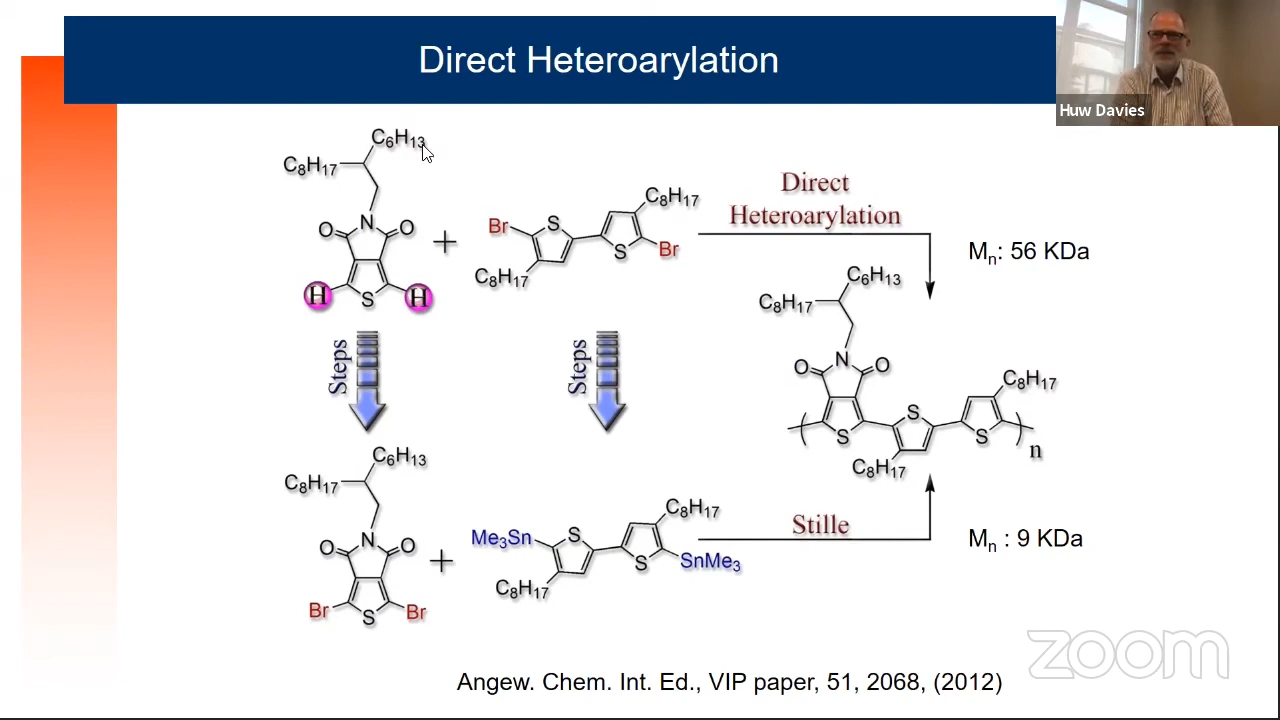 Direct Heteroarylation
Huw Davies
C6H13
C8H17
N
O
O
H
H
S
+
C8H17
Br
S
S
Br
C8H17
Direct
Heteroarylation
Mn: 56 KDa
Steps
Steps
C6H13
C8H17
N
O
O
S
S
S
C8H17
C8H17
n
C6H13
C8H17
N
O
O
Br
Br
S
+
Me3Sn
C8H17
S
S
SnMe3
C8H17
Stille
Mn : 9 KDa
zoom
Angew. Chem. Int. Ed., VIP paper, 51, 2068, (2012)